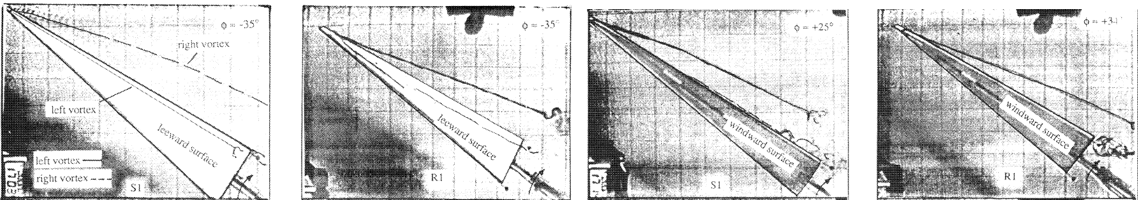 ϕ = -35°
right vortex
left vortex
leeward surface
left vortex
right vortex
S1
ϕ = -35°
leeward surface
R1
ϕ = +25°
windward surface
S1
ϕ = +34°
windward surface
R1